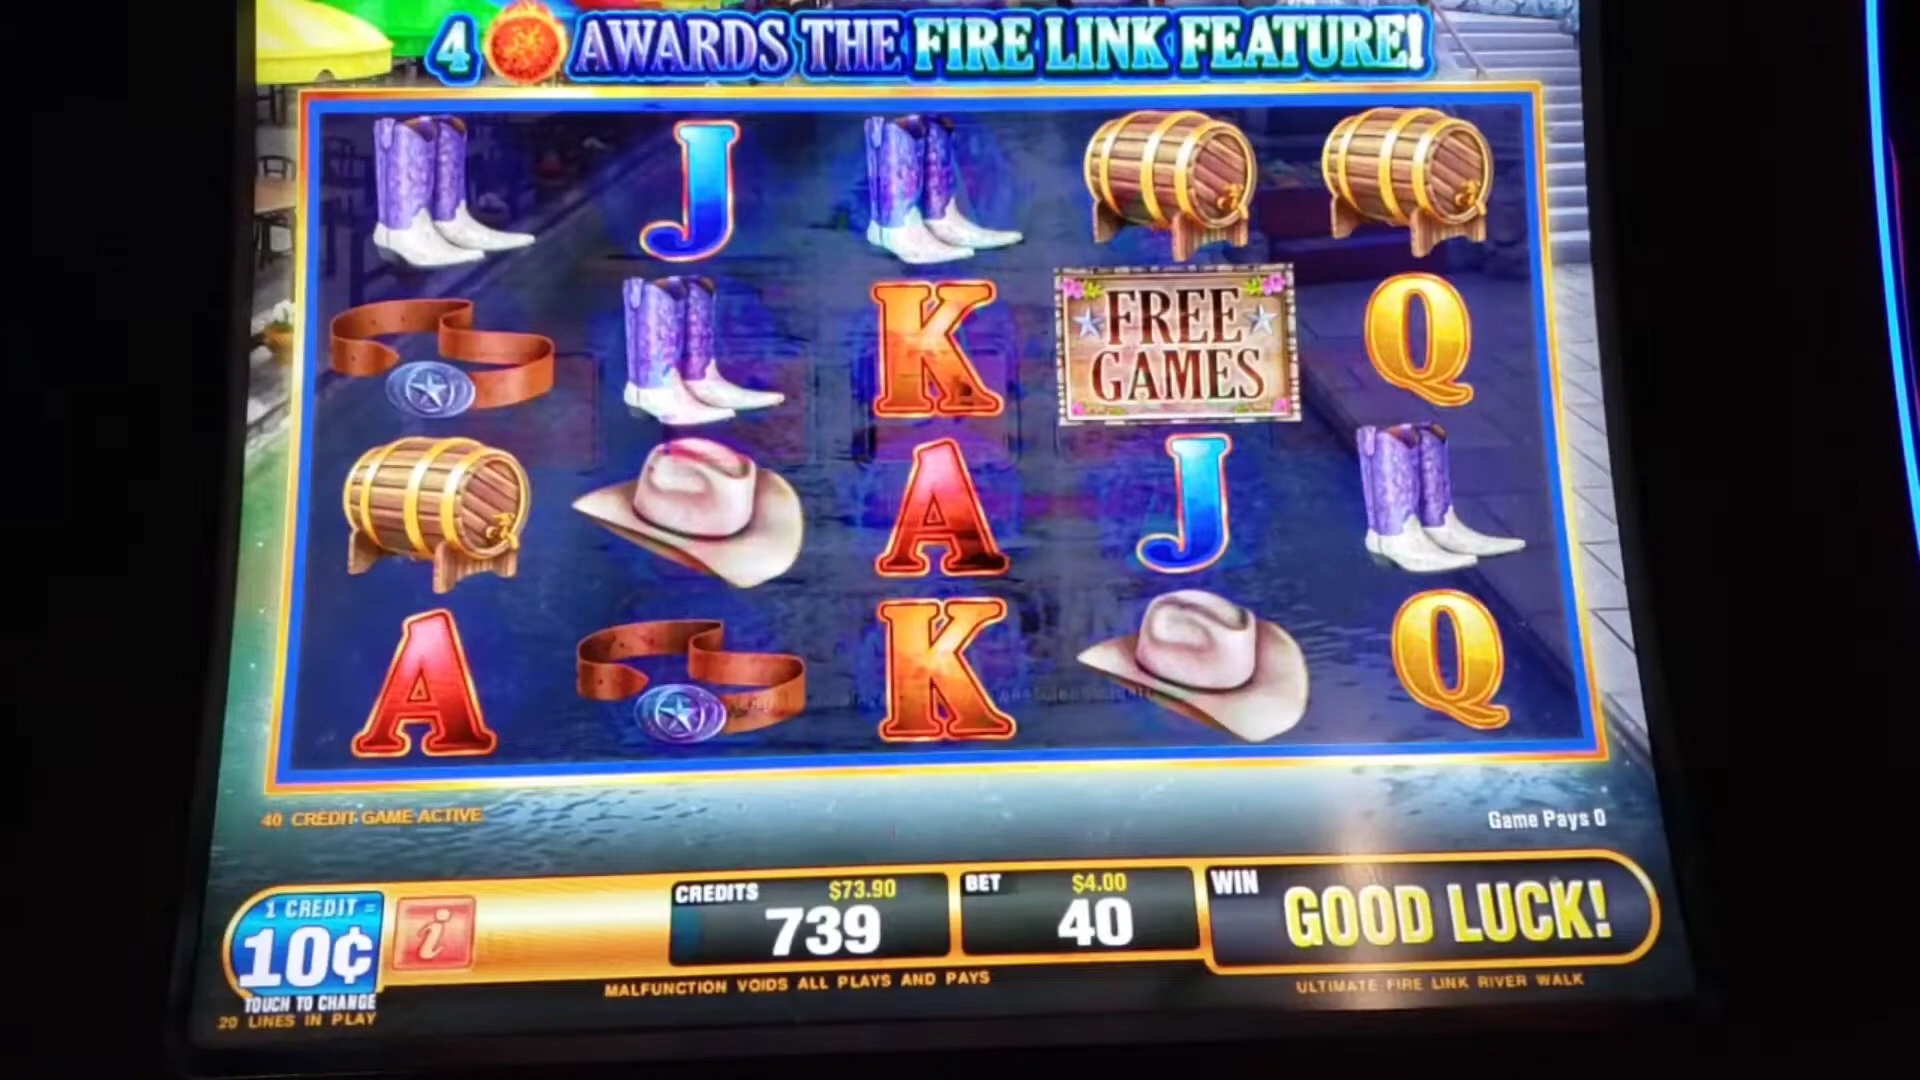 4 AWARDS THE FIRE LINK FEATURE!
J
K
FREE
GAMES
Q
A
J
A
K
Q
40 CREDIT GAME ACTIVE
Game Pays 0
1 CREDIT =
10¢
TOUCH TO CHANGE
20 LINES IN PLAY
i
CREDITS $73.90
739
BET $4.00
40
WIN GOOD LUCK!
MALFUNCTION VOIDS ALL PLAYS AND PAYS
ULTIMATE FIRE LINK RIVER WALK